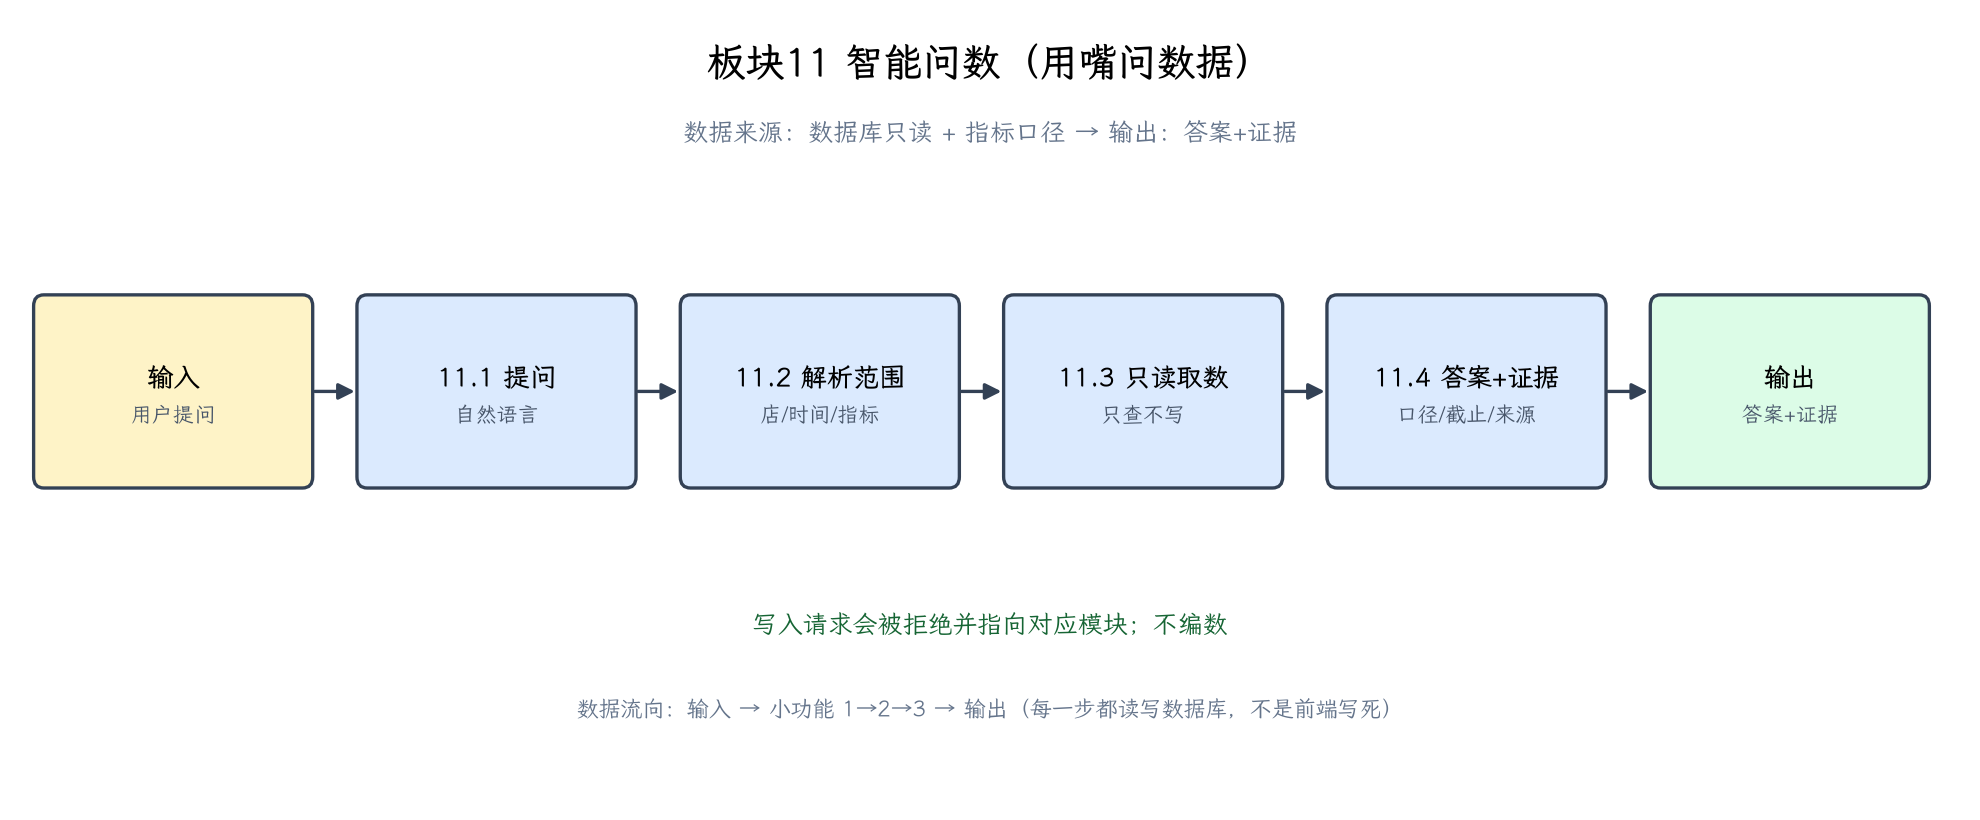 板块11 智能问数（用嘴问数据）
数据来源：数据库只读 + 指标口径 → 输出：答案+证据
输入
用户提问
11.1 提问
自然语言
11.2 解析范围
店/时间/指标
11.3 只读取数
只查不写
11.4 答案+证据
口径/截止/来源
输出
答案+证据
写入请求会被拒绝并指向对应模块；不编数
数据流向：输入 → 小功能 1→2→3 → 输出（每一步都读写数据库，不是前端写死）